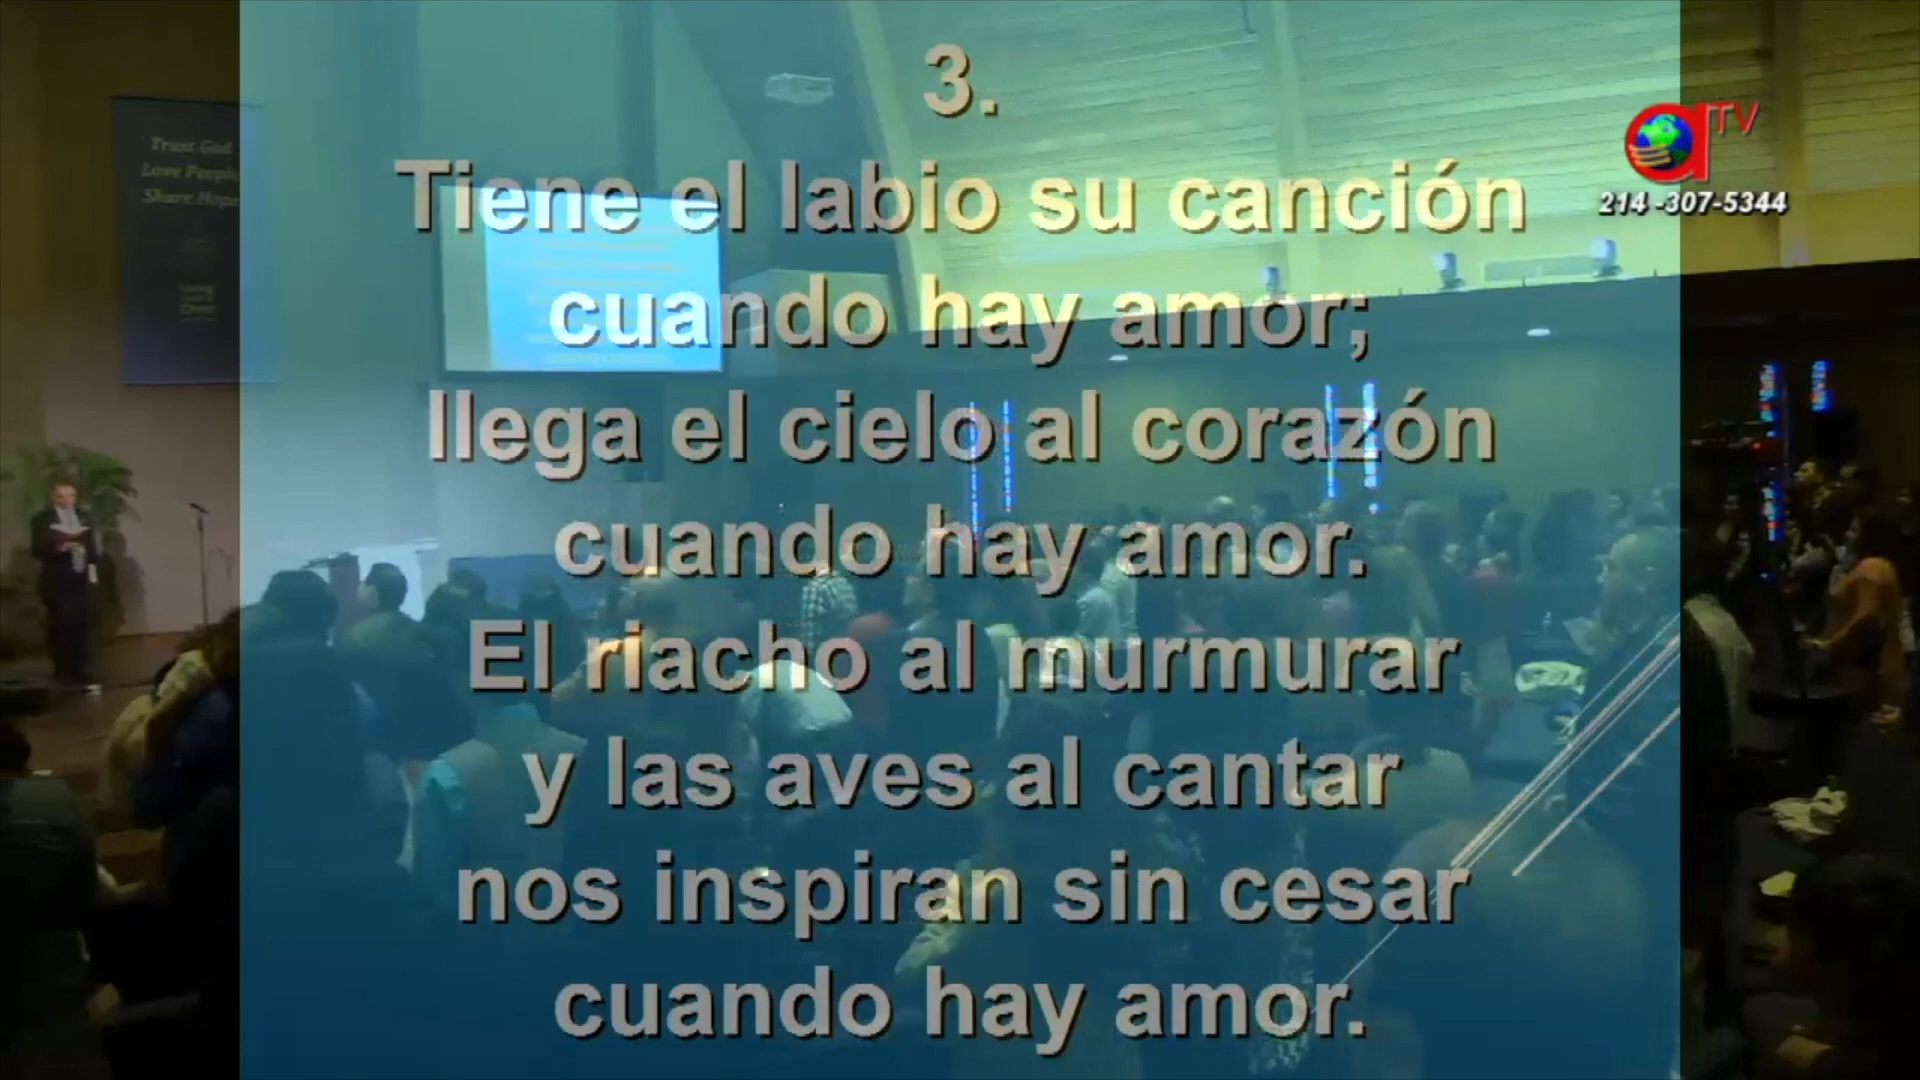 3.
Tiene el labio su canción
cuando hay amor;
llega el cielo al corazón
cuando hay amor.
El riacho al murmurar
y las aves al cantar
nos inspiran sin cesar
cuando hay amor.
Trust God
Love People
Share Hope
a TV
214 -307-5344